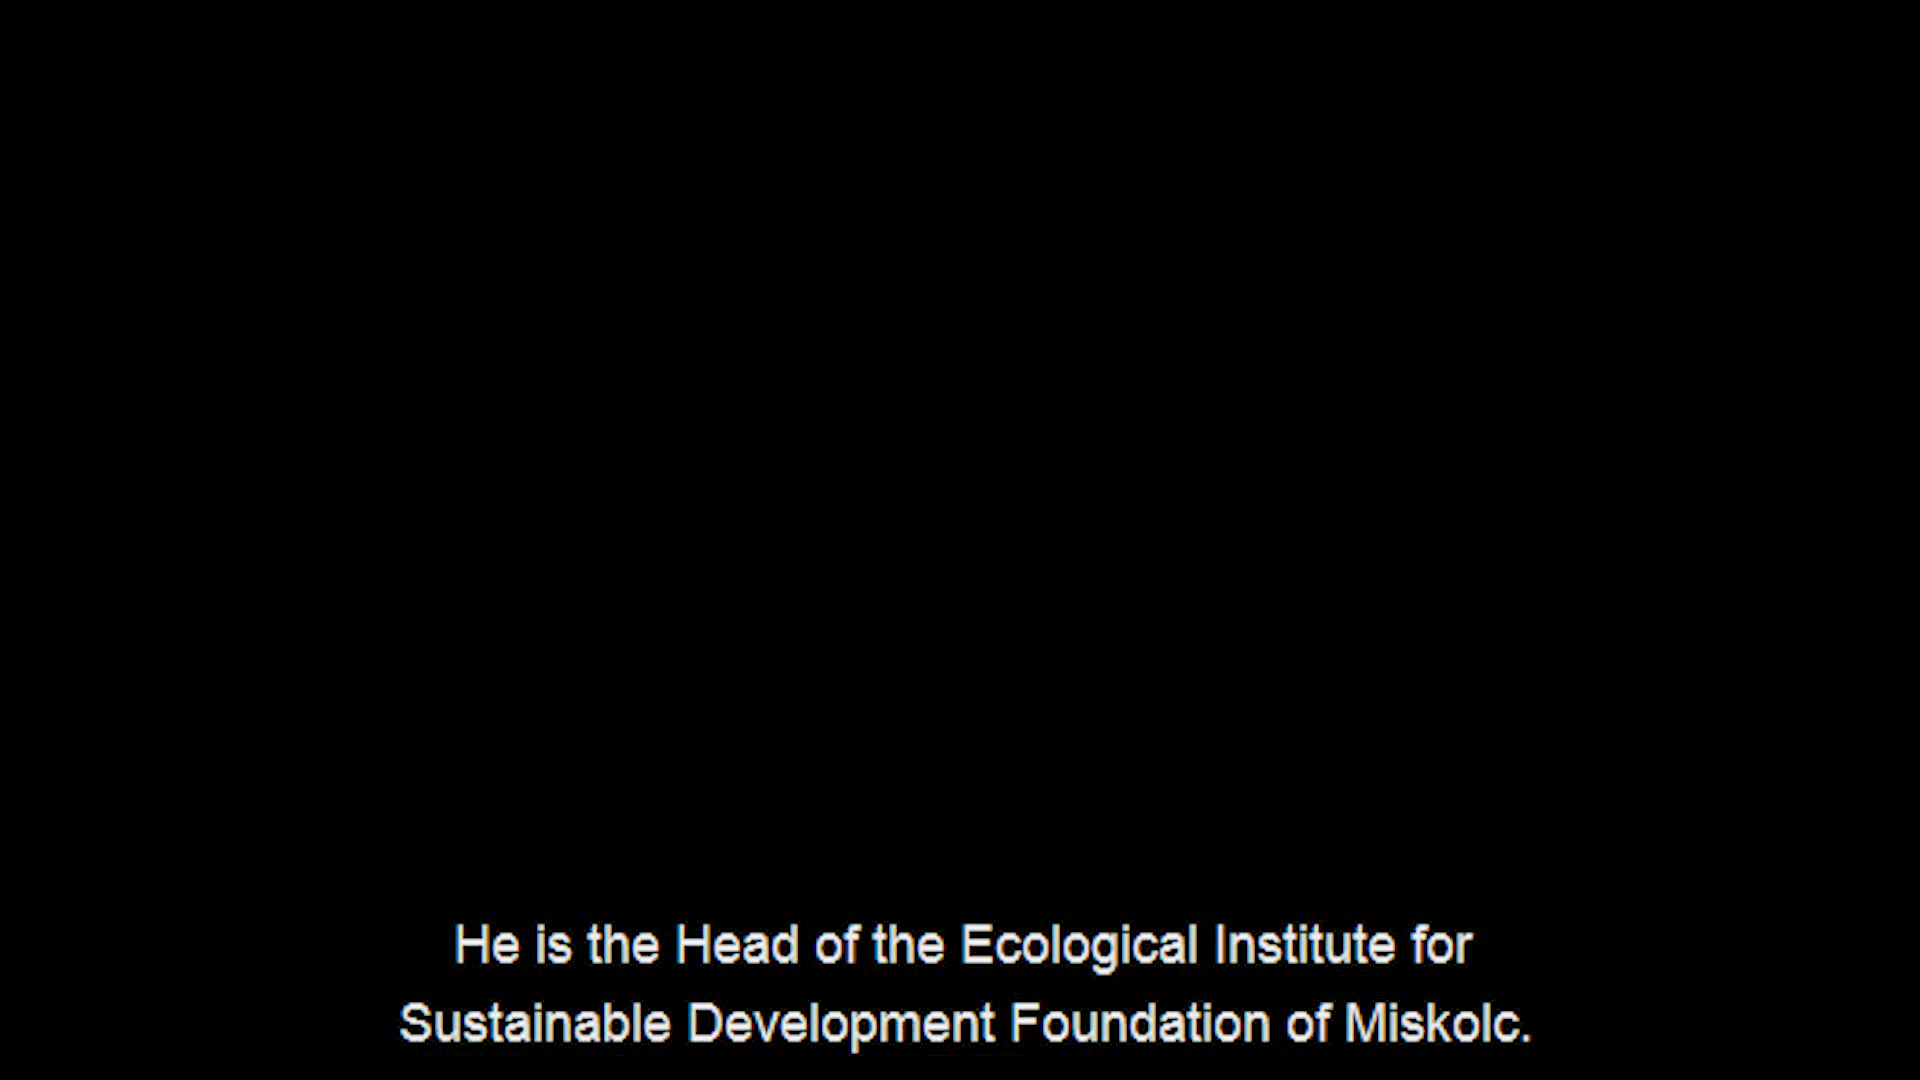 He is the Head of the Ecological Institute for
Sustainable Development Foundation of Miskolc.